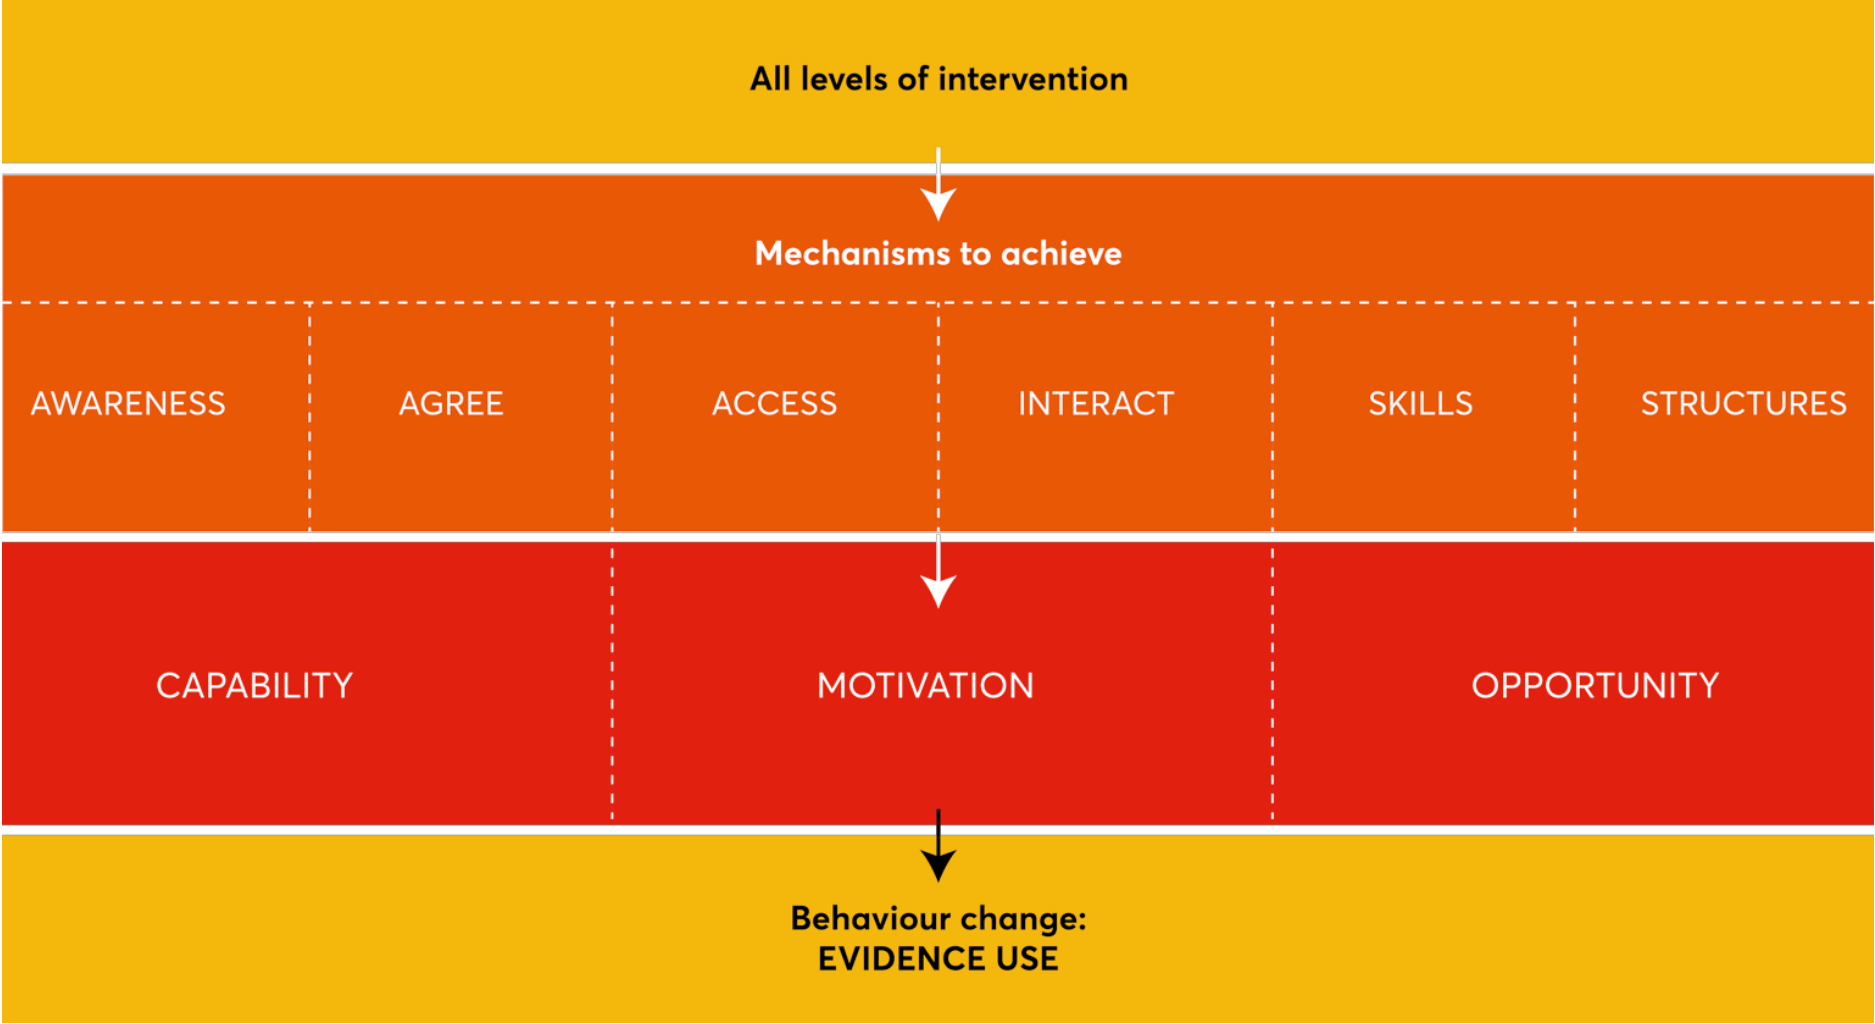 All levels of intervention
Mechanisms to achieve
AWARENESS
AGREE
ACCESS
INTERACT
SKILLS
STRUCTURES
CAPABILITY
MOTIVATION
OPPORTUNITY
Behaviour change:
EVIDENCE USE